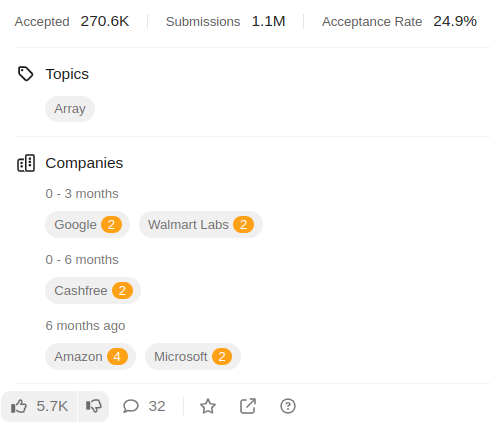 Accepted 270.6K Submissions 1.1M Acceptance Rate 24.9%
Topics
Array
Companies
0 - 3 months
Google 2 Walmart Labs 2
0 - 6 months
Cashfree 2
6 months ago
Amazon 4 Microsoft 2
5.7K 32